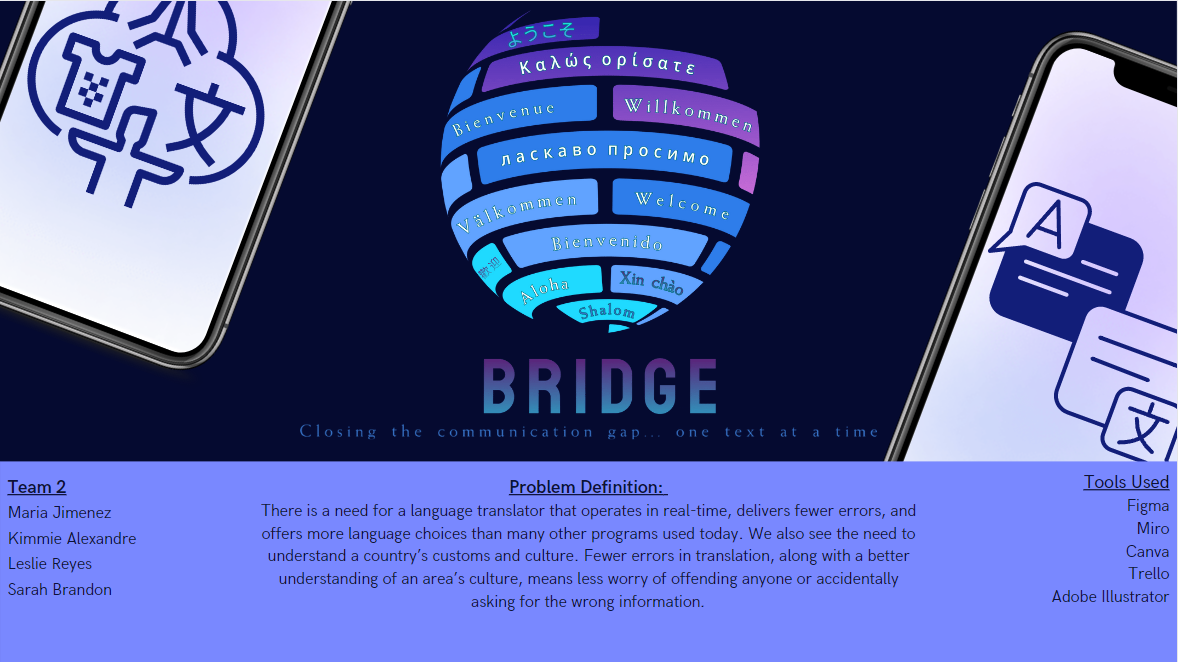 ようこそ
Καλώς ορίσατε
Bienvenue
Willkommen
ласкаво просимо
Välkommen
Welcome
Bienvenido
歡迎
Aloha
Xin chào
Shalom
文
A
文
BRIDGE
Closing the communication gap... one text at a time
Team 2
Maria Jimenez
Kimmie Alexandre
Leslie Reyes
Sarah Brandon
Problem Definition:
There is a need for a language translator that operates in real-time, delivers fewer errors, and
offers more language choices than many other programs used today. We also see the need to
understand a country’s customs and culture. Fewer errors in translation, along with a better
understanding of an area’s culture, means less worry of offending anyone or accidentally
asking for the wrong information.
Tools Used
Figma
Miro
Canva
Trello
Adobe Illustrator